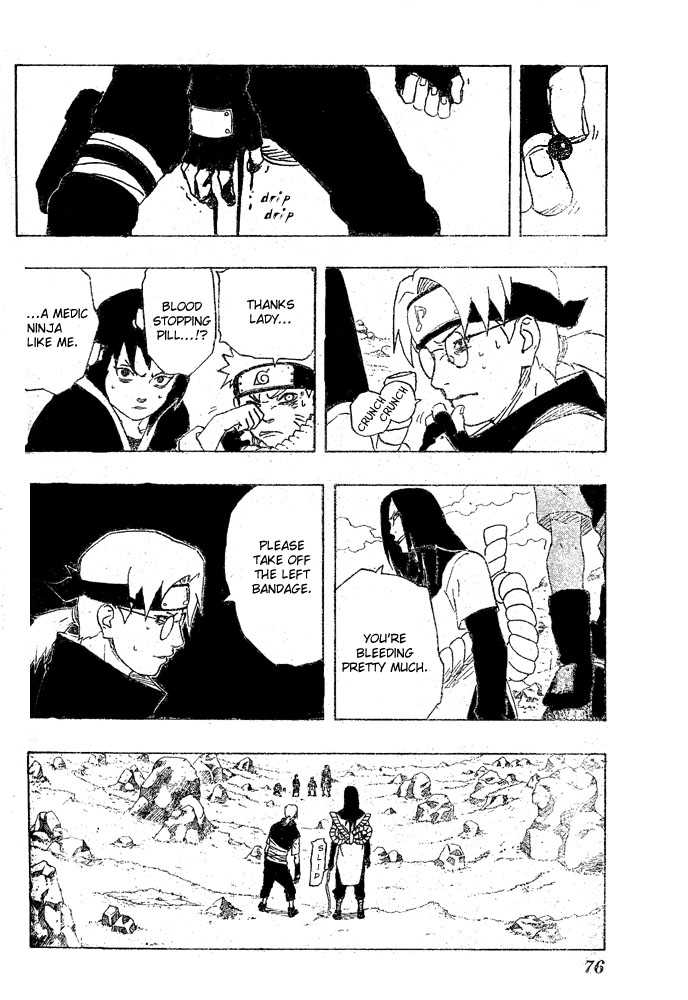 drip
drip
CRUNCH
CRUNCH
THANKS
LADY...
BLOOD
STOPPING
PILL...!?
...A MEDIC
NINJA
LIKE ME.
YOU'RE
BLEEDING
PRETTY MUCH.
PLEASE
TAKE OFF
THE LEFT
BANDAGE.
SLIP
76